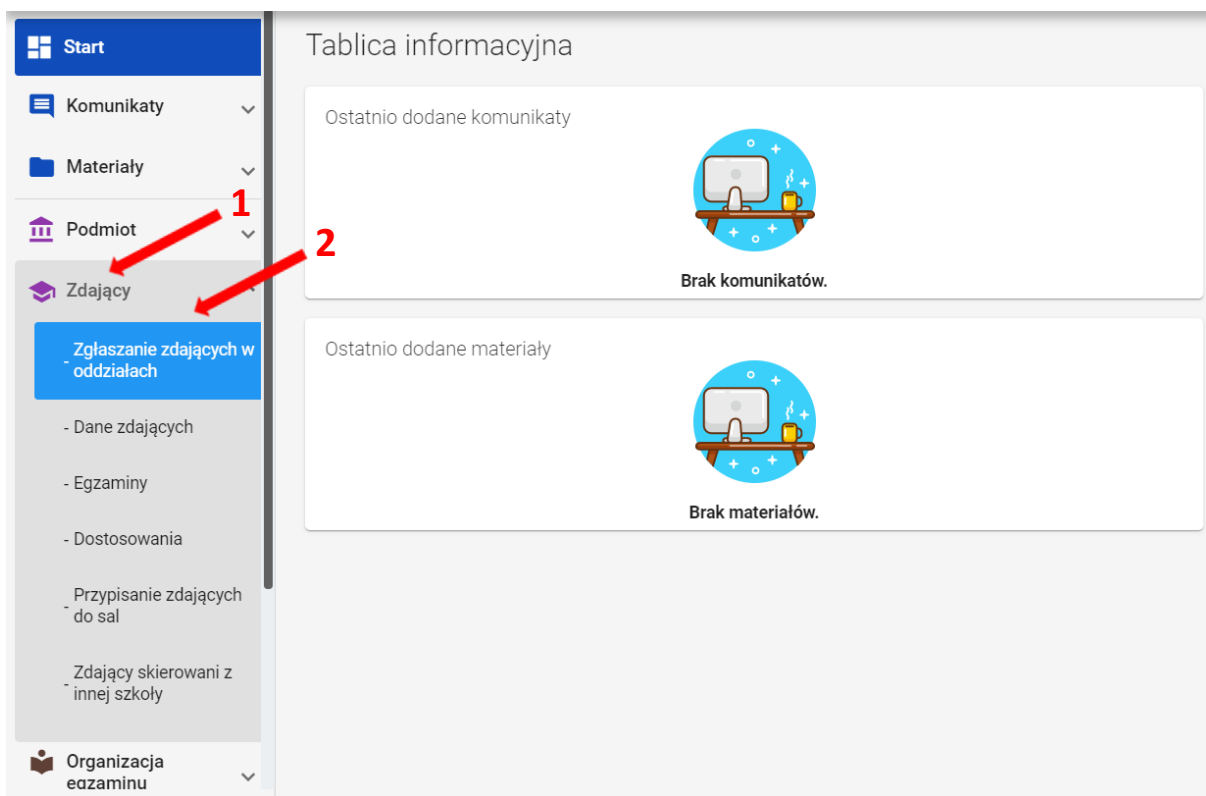 Start
Tablica informacyjna
Komunikaty
Ostatnio dodane komunikaty
Materiały
1
Podmiot
2
Brak komunikatów.
Zdający
Zgłaszanie zdających w
- oddziałach
Ostatnio dodane materiały
- Dane zdających
- Egzaminy
Brak materiałów.
- Dostosowania
Przypisanie zdających
- do sal
Zdający skierowani z
- innej szkoły
Organizacja
egzaminu